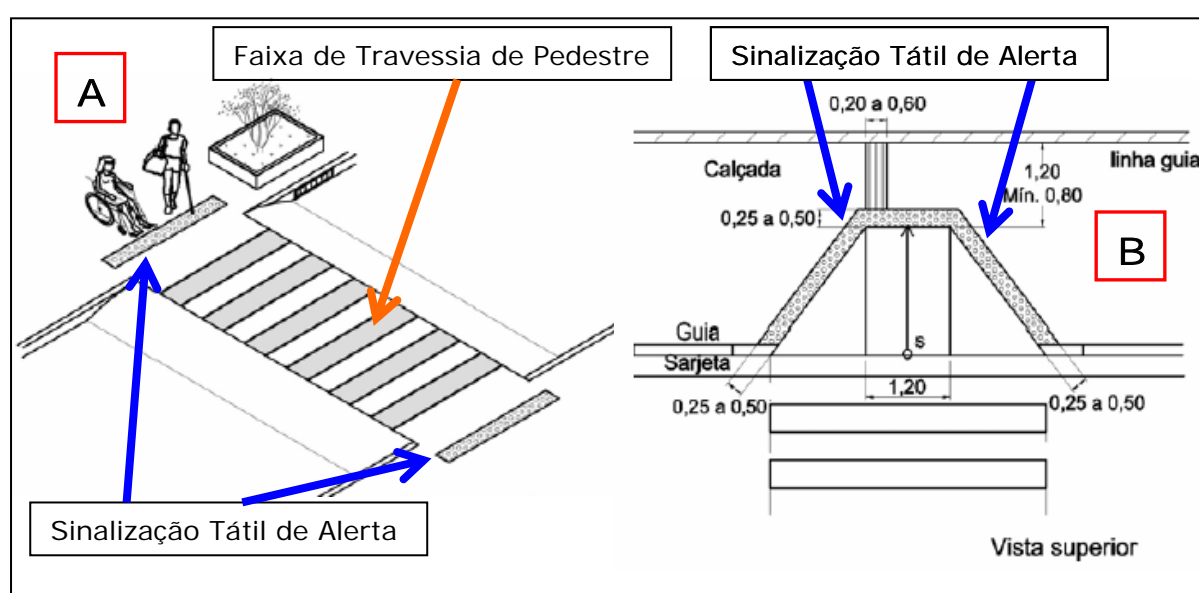 A
Faixa de Travessia de Pedestre
Sinalização Tátil de Alerta
Sinalização Tátil de Alerta
0,20 a 0,60
Calçada
linha guia
1,20
Mín. 0,80
0,25 a 0,50
B
Guia
S
Sarjeta
0,25 a 0,50
1,20
0,25 a 0,50
Vista superior